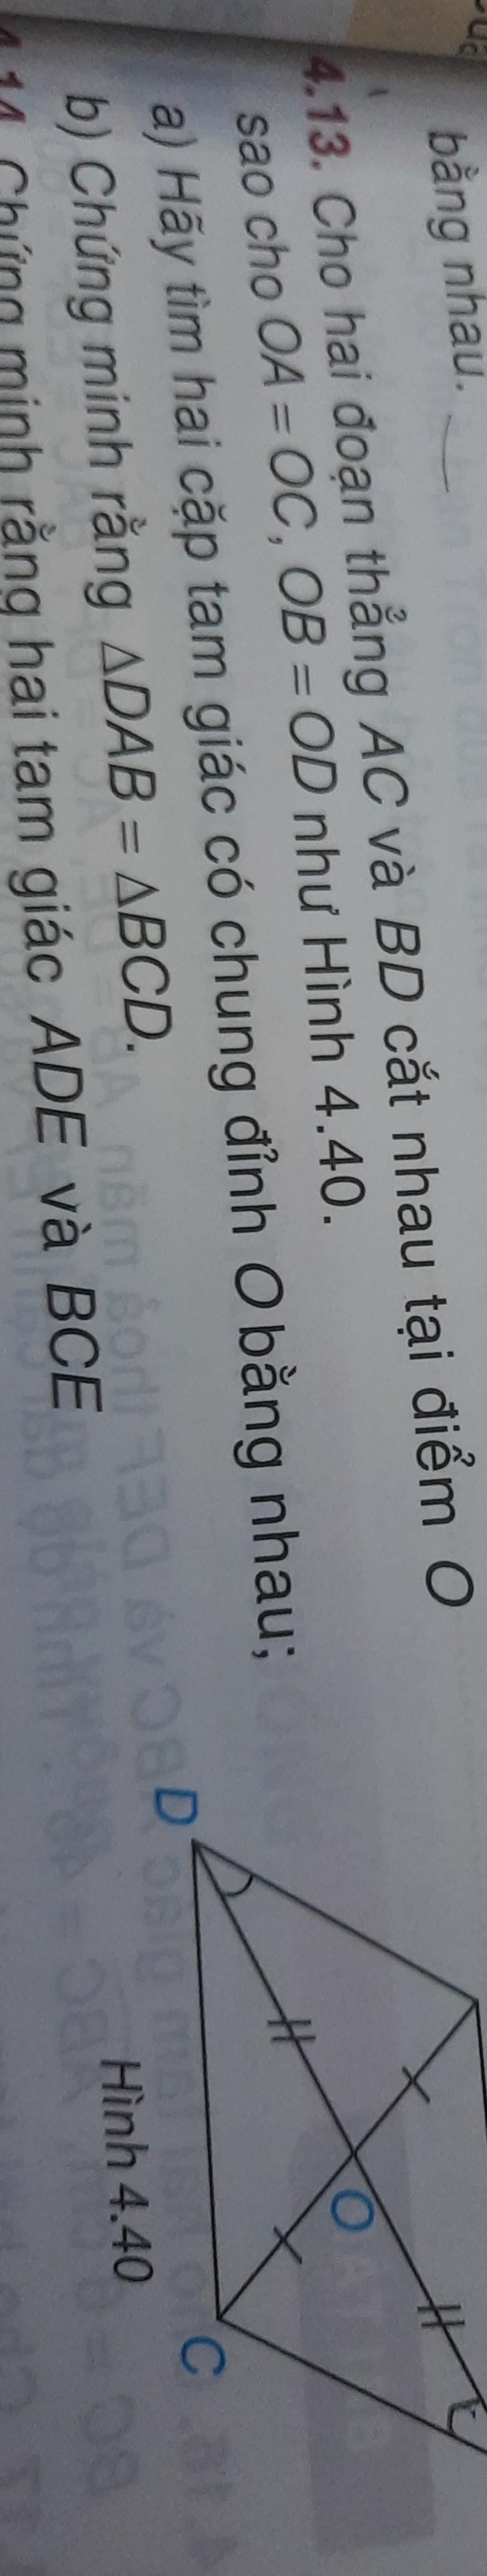 bằng nhau.
4.13. Cho hai đoạn thẳng AC và BD cắt nhau tại điểm O
sao cho OA = OC, OB = OD như Hình 4.40.
a) Hãy tìm hai cặp tam giác có chung đỉnh O bằng nhau;
b) Chứng minh rằng ΔDAB = ΔBCD.
4.14. Chứng minh rằng hai tam giác ADE và BCE
D
O
C
Hình 4.40